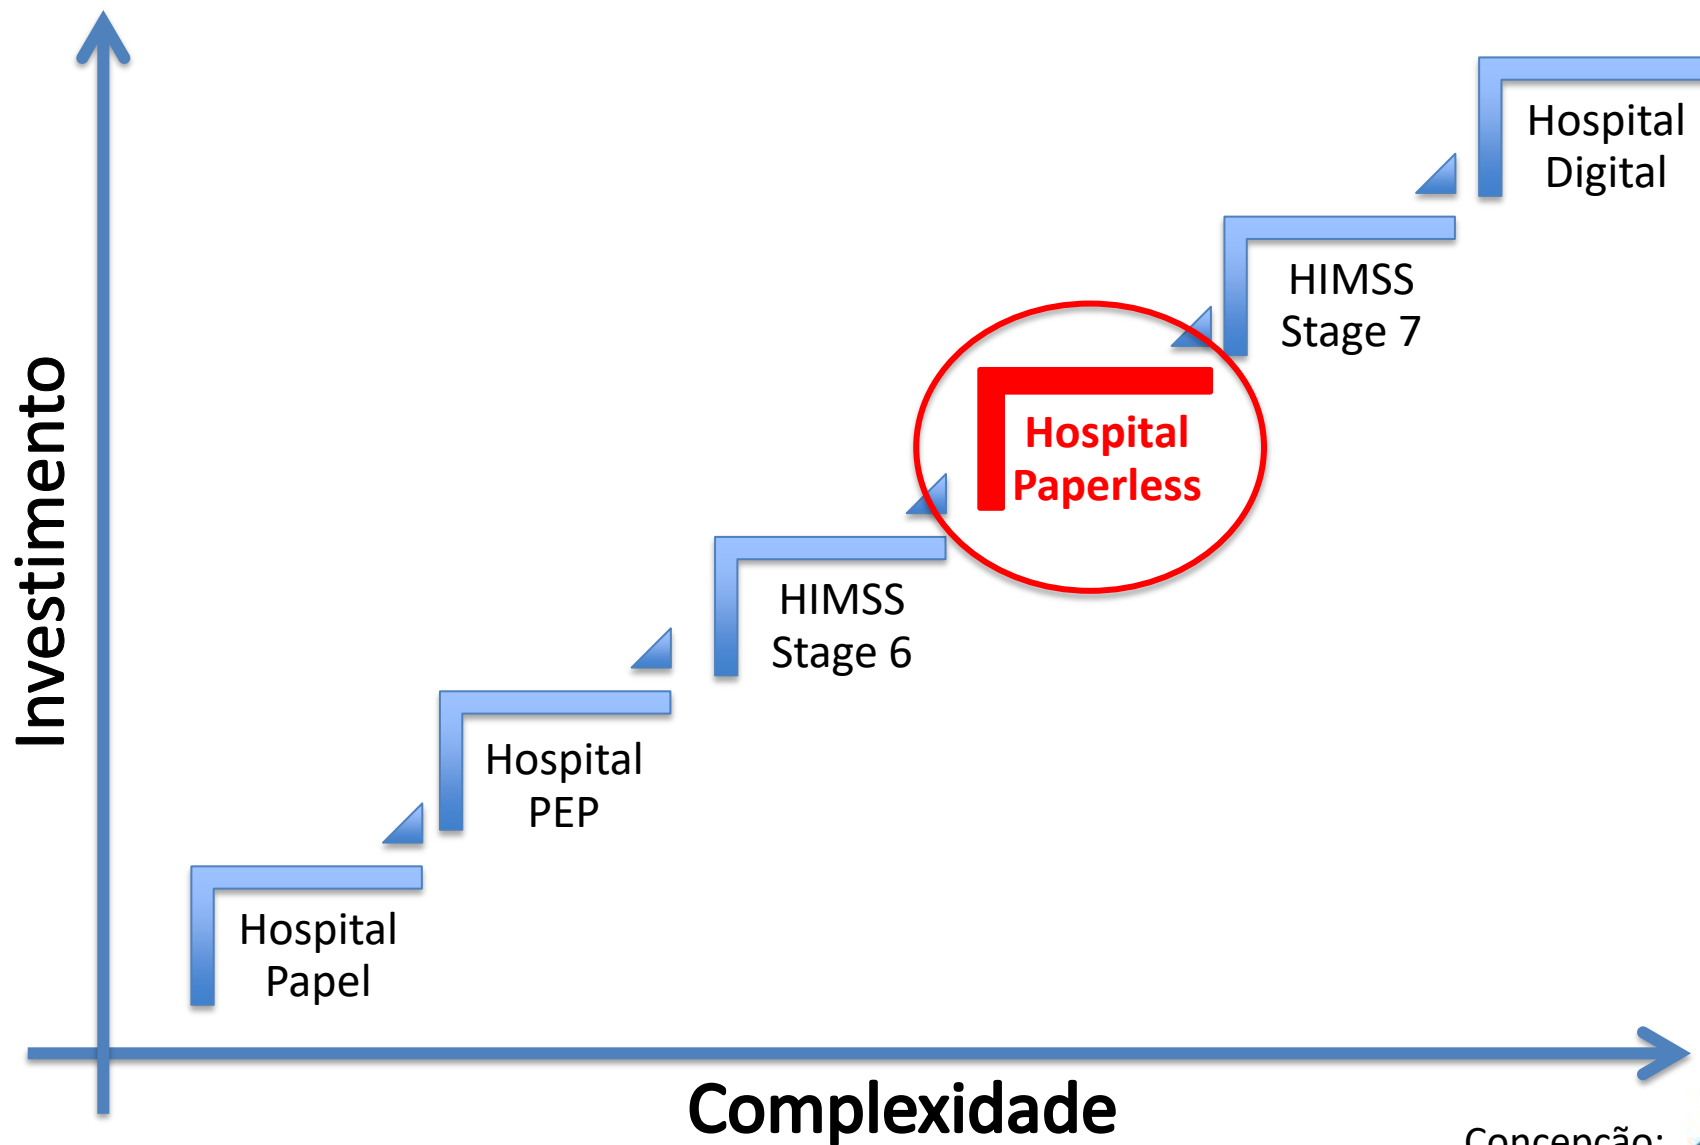 Investimento
Hospital
Digital
HIMSS
Stage 7
Hospital
Paperless
HIMSS
Stage 6
Hospital
PEP
Hospital
Papel
Complexidade
Concepção: